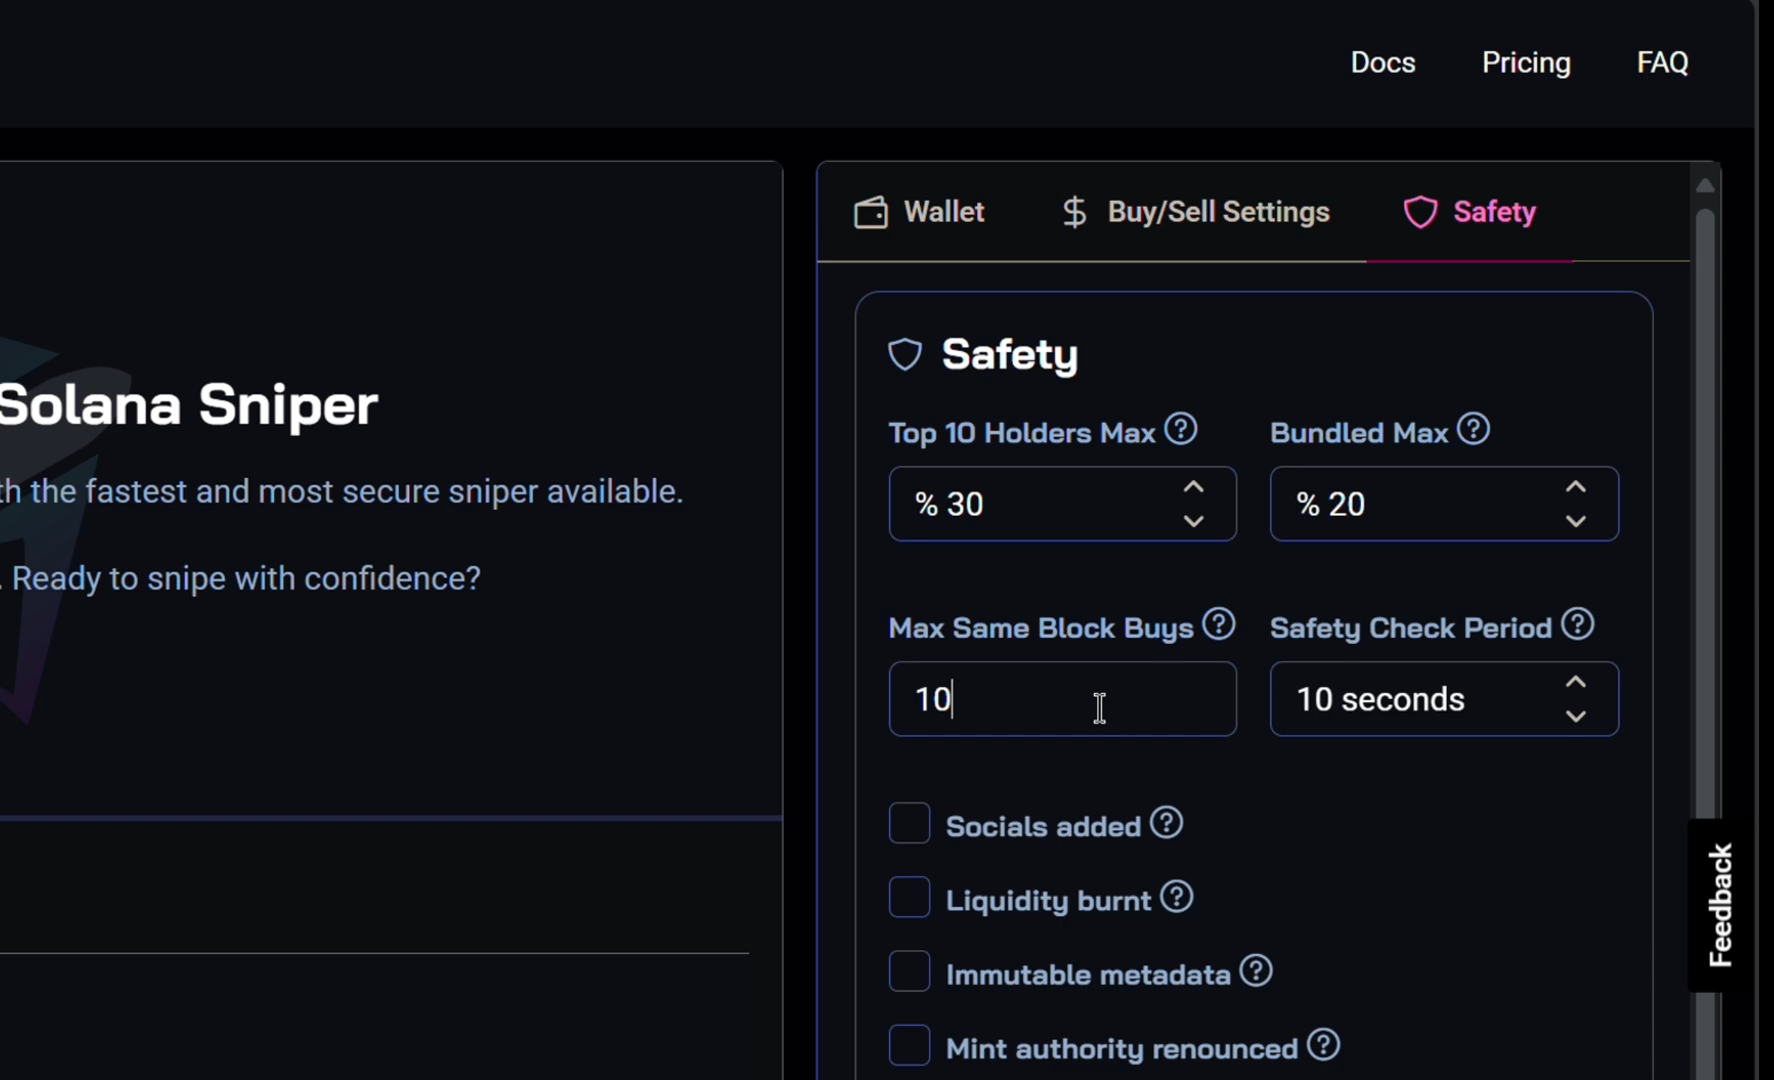 Docs Pricing FAQ
Solana Sniper
th the fastest and most secure sniper available.
. Ready to snipe with confidence?
Wallet Buy/Sell Settings Safety
Safety
Top 10 Holders Max ? Bundled Max ?
% 30 % 20
Max Same Block Buys ? Safety Check Period ?
10 10 seconds
Socials added ?
Liquidity burnt ?
Immutable metadata ?
Mint authority renounced ?
Feedback